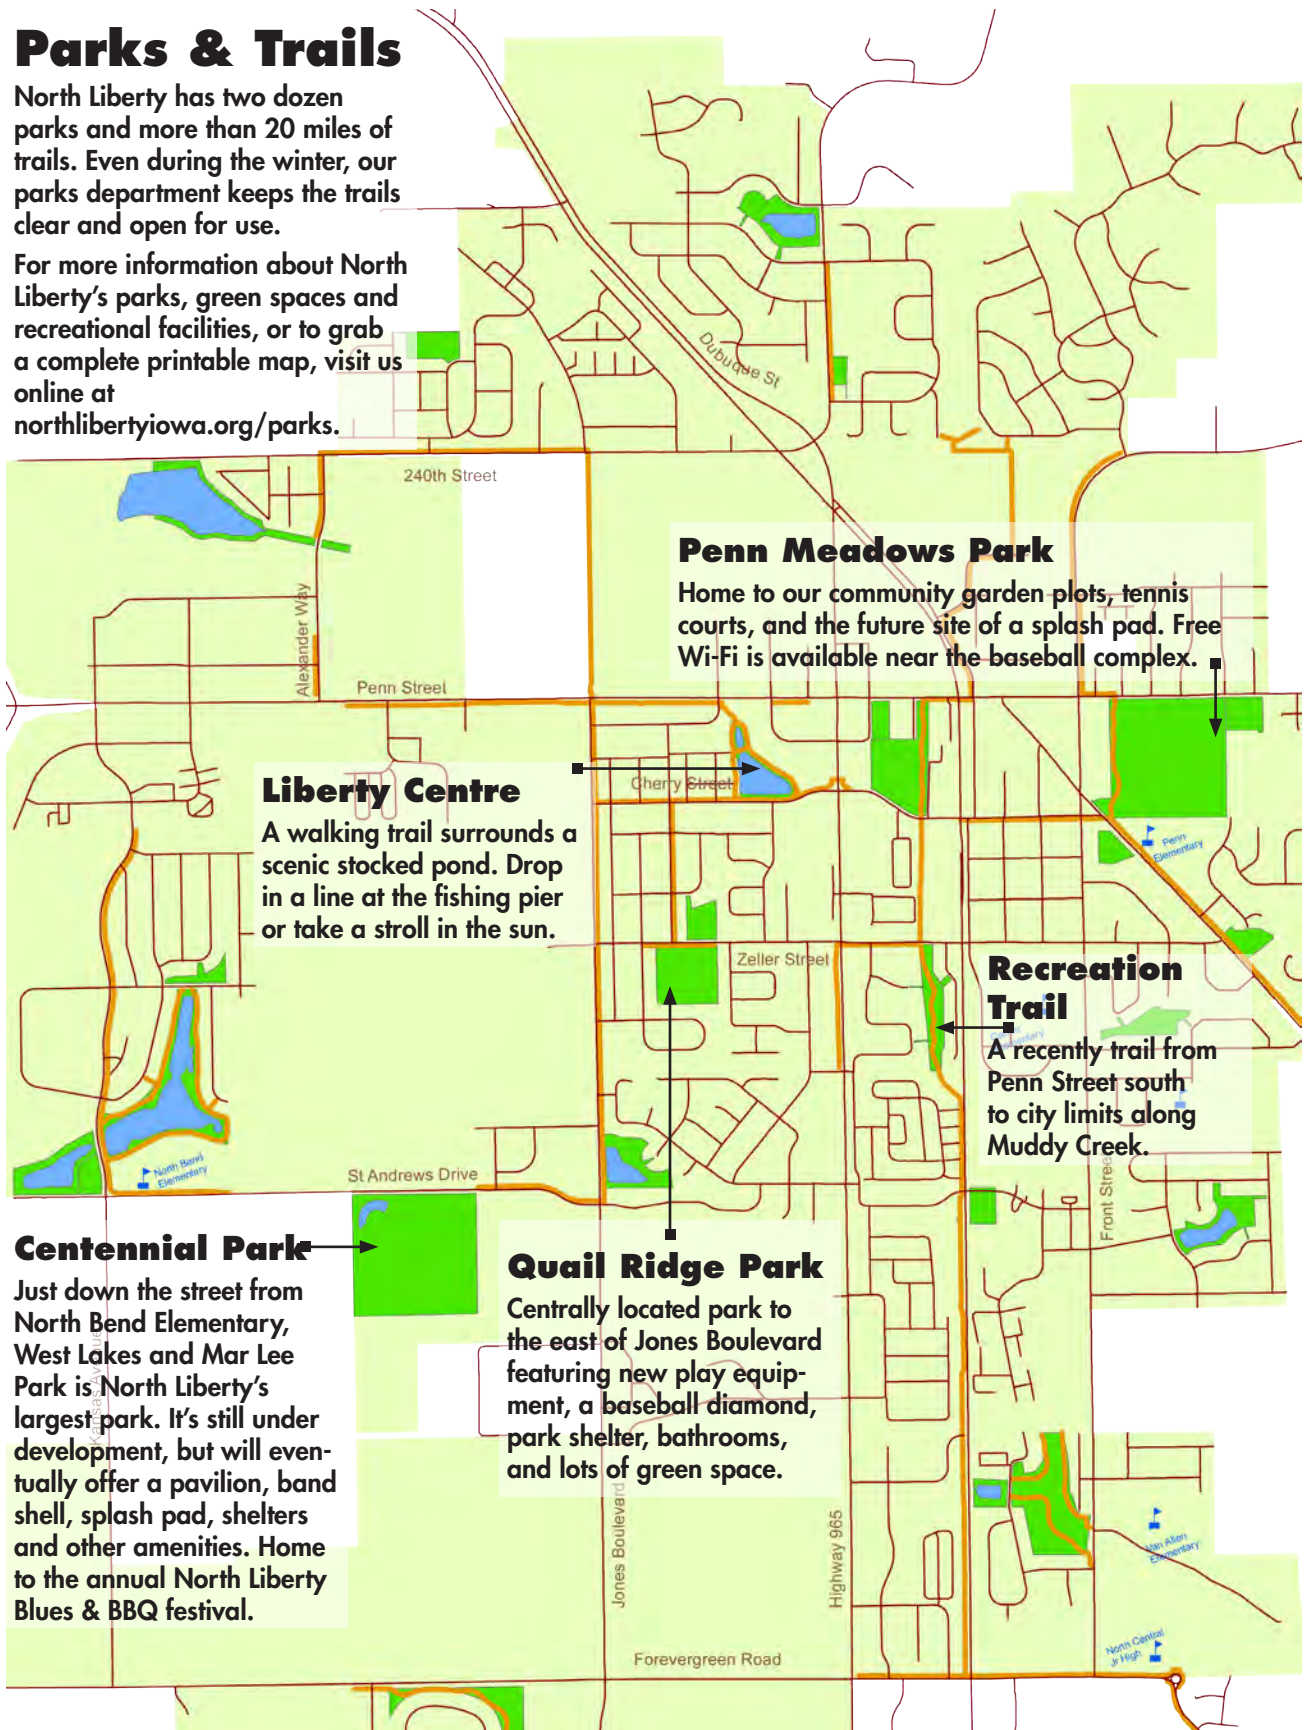 Parks & Trails
North Liberty has two dozen
parks and more than 20 miles of
trails. Even during the winter, our
parks department keeps the trails
clear and open for use.
For more information about North
Liberty's parks, green spaces and
recreational facilities, or to grab
a complete printable map, visit us
online at
northlibertyiowa.org/parks.
Dubuque St
240th Street
Alexander Way
Penn Meadows Park
Home to our community garden plots, tennis
courts, and the future site of a splash pad. Free
Wi-Fi is available near the baseball complex.
Penn Street
Liberty Centre
A walking trail surrounds a
scenic stocked pond. Drop
in a line at the fishing pier
or take a stroll in the sun.
Cherry Street
Penn
Elementary
Zeller Street
Recreation
Trail
A recently trail from
Penn Street south
to city limits along
Muddy Creek.
North Bend
Elementary
St Andrews Drive
Front Street
Centennial Park
Just down the street from
North Bend Elementary,
West Lakes and Mar Lee
Park is North Liberty's
largest park. It's still under
development, but will even-
tually offer a pavilion, band
shell, splash pad, shelters
and other amenities. Home
to the annual North Liberty
Blues & BBQ festival.
Kansas Avenue
Quail Ridge Park
Centrally located park to
the east of Jones Boulevard
featuring new play equip-
ment, a baseball diamond,
park shelter, bathrooms,
and lots of green space.
Jones Boulevard
Highway 965
Van Allen
Elementary
North Central
Jr High
Forevergreen Road